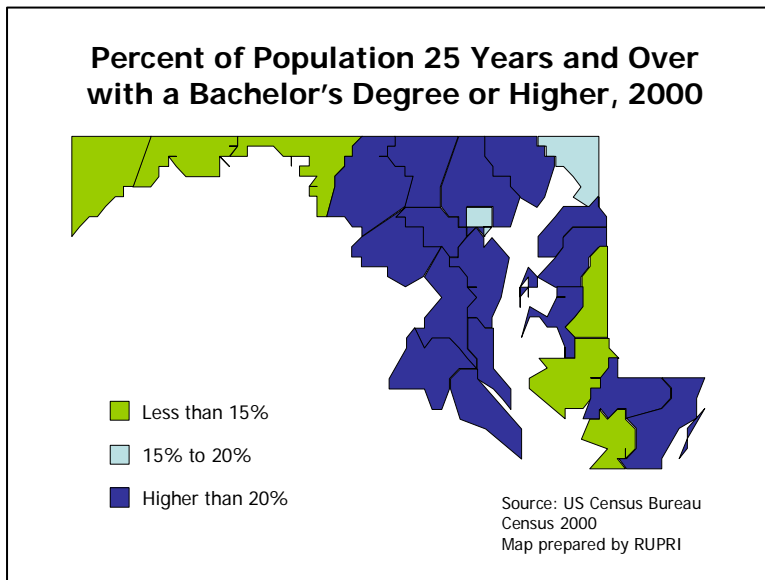 Percent of Population 25 Years and Over
with a Bachelor's Degree or Higher, 2000
Less than 15%
15% to 20%
Higher than 20%
Source: US Census Bureau
Census 2000
Map prepared by RUPRI